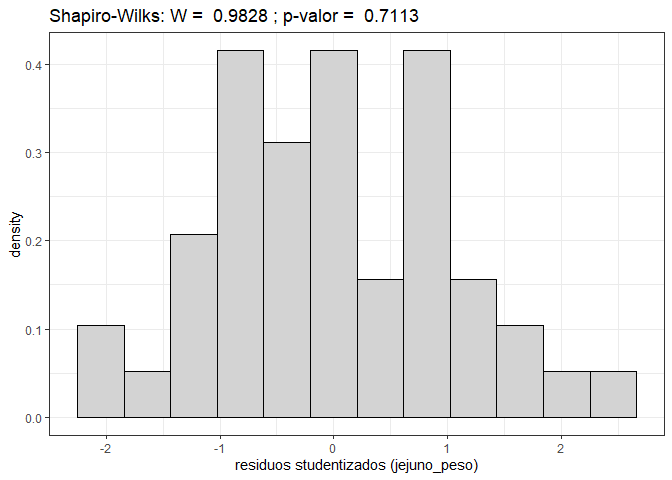 Shapiro-Wilks: W =  0.9828 ; p-valor =  0.7113
0.4
0.3
0.2
0.1
0.0
density
-2 -1 0 1 2
residuos studentizados (jejuno_peso)